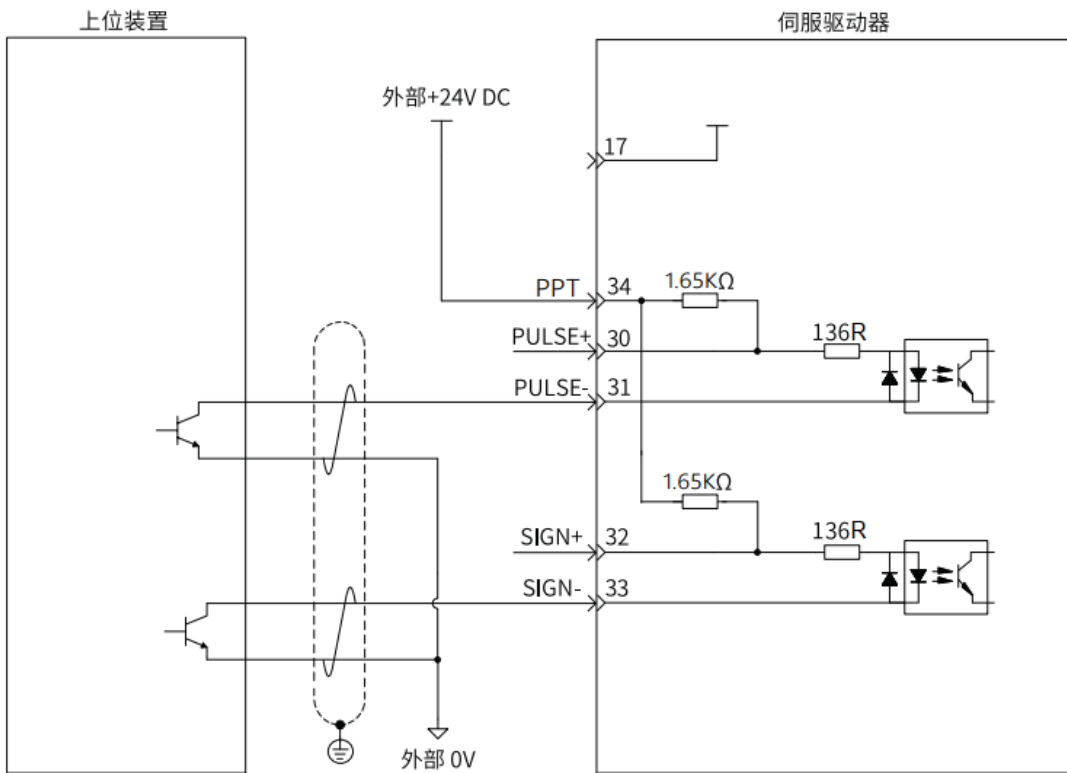 上位装置
伺服驱动器
外部+24V DC
17
PPT 34 1.65KΩ
PULSE+ 30 136R
PULSE- 31
1.65KΩ
SIGN+ 32 136R
SIGN- 33
外部 0V